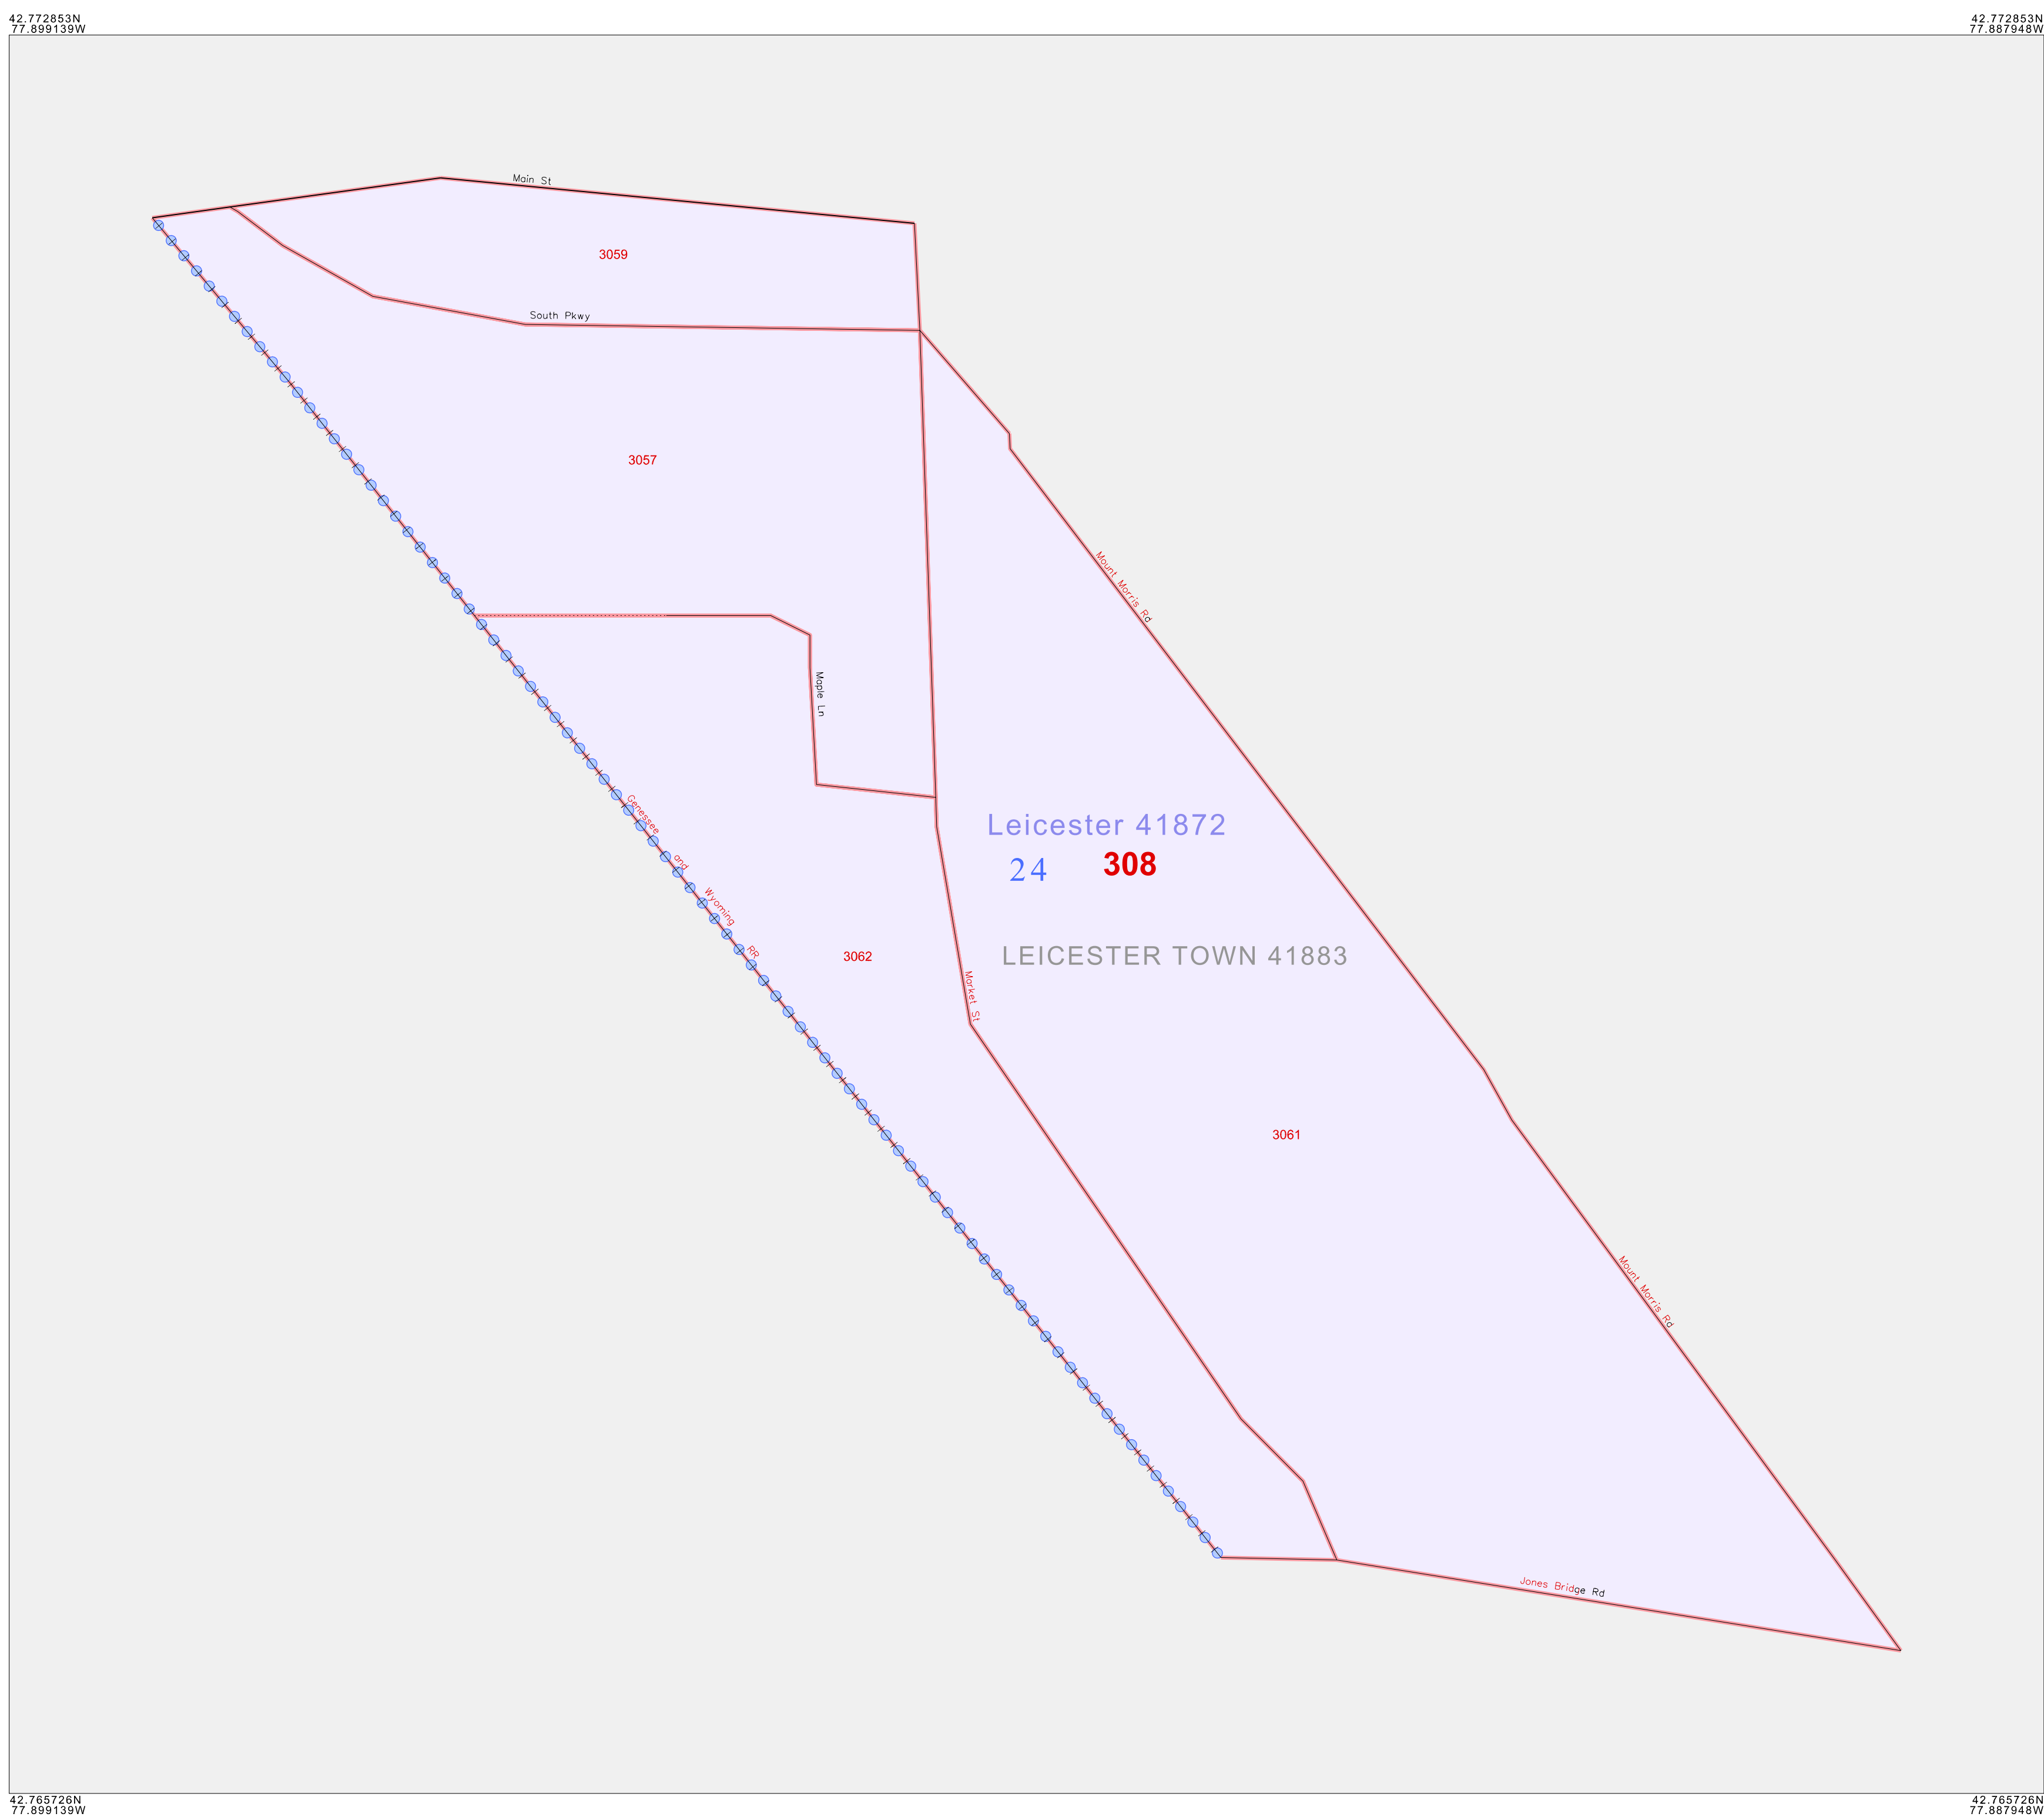 42.772853N
77.899139W
42.772853N
77.887948W
Main St
3059
South Pkwy
3057
Mount Morris Rd
Maple Ln
Genessee and Wyoming RR
Leicester 41872
24
308
LEICESTER TOWN 41883
3062
Market St
3061
Mount Morris Rd
Jones Bridge Rd
42.765726N
77.899139W
42.765726N
77.887948W